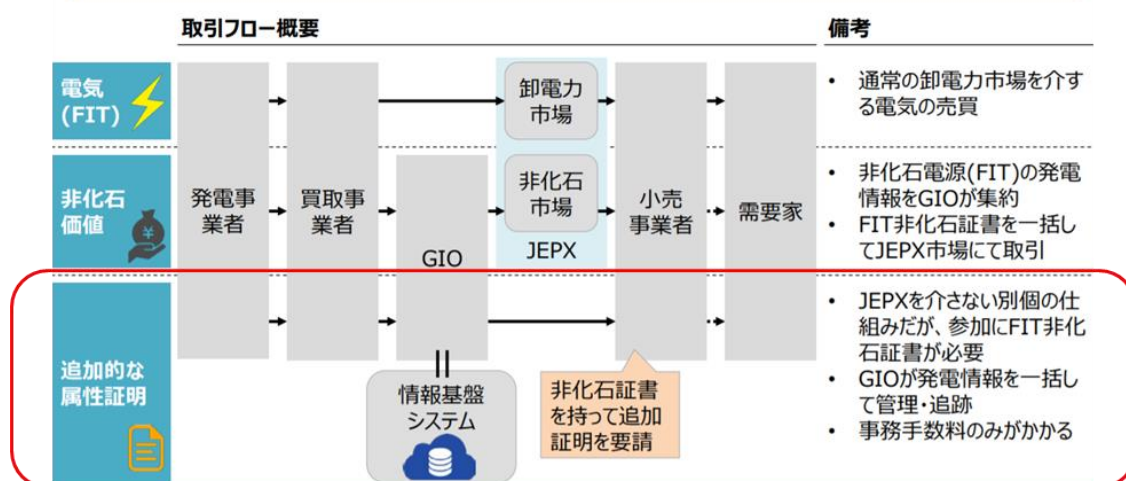 取引フロー概要
備考
電気
(FIT)
卸電力
市場
• 通常の卸電力市場を介す
る電気の売買
非化石
価値
¥
発電事
業者
買取事
業者
GIO
非化石
市場
JEPX
小売
事業者
需要家
• 非化石電源(FIT)の発電
情報をGIOが集約
• FIT非化石証書を一括し
てJEPX市場にて取引
追加的な
属性証明
情報基盤
システム
非化石証書
を持って追加
証明を要請
• JEPXを介さない別個の仕
組みだが、参加にFIT非化
石証書が必要
• GIOが発電情報を一括し
て管理・追跡
• 事務手数料のみがかかる